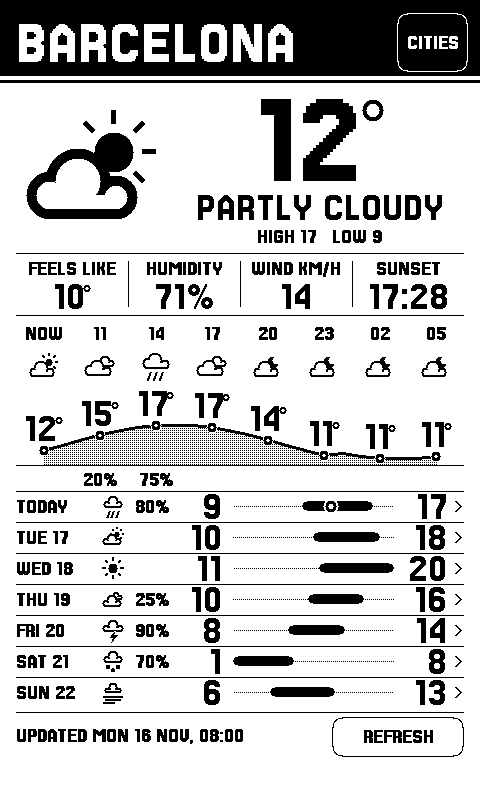 BARCELONA CITIES
12°
PARTLY CLOUDY
HIGH 17 LOW 9
FEELS LIKE HUMIDITY WIND KM/H SUNSET
10° 71% 14 17:28
NOW 11 14 17 20 23 02 05
12° 15° 17° 17° 14° 11° 11° 11°
20% 75%
TODAY 80% 9 17 >
TUE 17 10 18 >
WED 18 11 20 >
THU 19 25% 10 16 >
FRI 20 90% 8 14 >
SAT 21 70% 1 8 >
SUN 22 6 13 >
UPDATED MON 16 NOV, 08:00 REFRESH